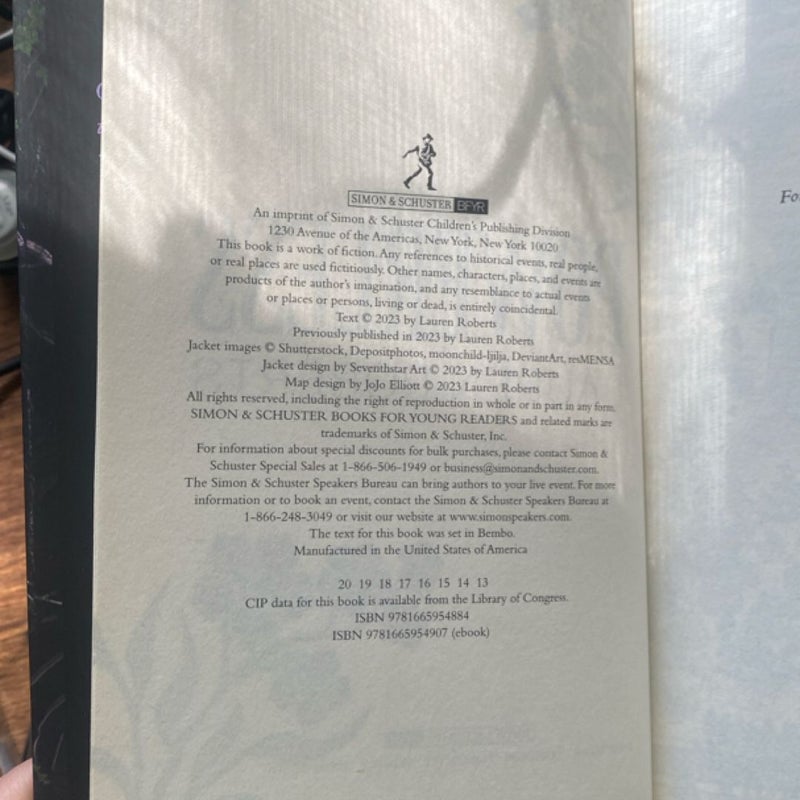 SIMON & SCHUSTER BFYR
An imprint of Simon & Schuster Children's Publishing Division
1230 Avenue of the Americas, New York, New York 10020
This book is a work of fiction. Any references to historical events, real people,
or real places are used fictitiously. Other names, characters, places, and events are
products of the author's imagination, and any resemblance to actual events
or places or persons, living or dead, is entirely coincidental.
Text © 2023 by Lauren Roberts
Previously published in 2023 by Lauren Roberts
Jacket images © Shutterstock, Depositphotos, moonchild-ljilja, DeviantArt, resMENSA
Jacket design by Seventhstar Art © 2023 by Lauren Roberts
Map design by JoJo Elliott © 2023 Lauren Roberts
All rights reserved, including the right of reproduction in whole or in part in any form.
SIMON & SCHUSTER BOOKS FOR YOUNG READERS and related marks are
trademarks of Simon & Schuster, Inc.
For information about special discounts for bulk purchases, please contact Simon &
Schuster Special Sales at 1-866-506-1949 or business@simonandschuster.com.
The Simon & Schuster Speakers Bureau can bring authors to your live event. For more
information or to book an event, contact the Simon & Schuster Speakers Bureau at
1-866-248-3049 or visit our website at www.simonspeakers.com.
The text for this book was set in Bembo.
Manufactured in the United States of America
20 19 18 17 16 15 14 13
CIP data for this book is available from the Library of Congress.
ISBN 9781665954884
ISBN 9781665954907 (ebook)